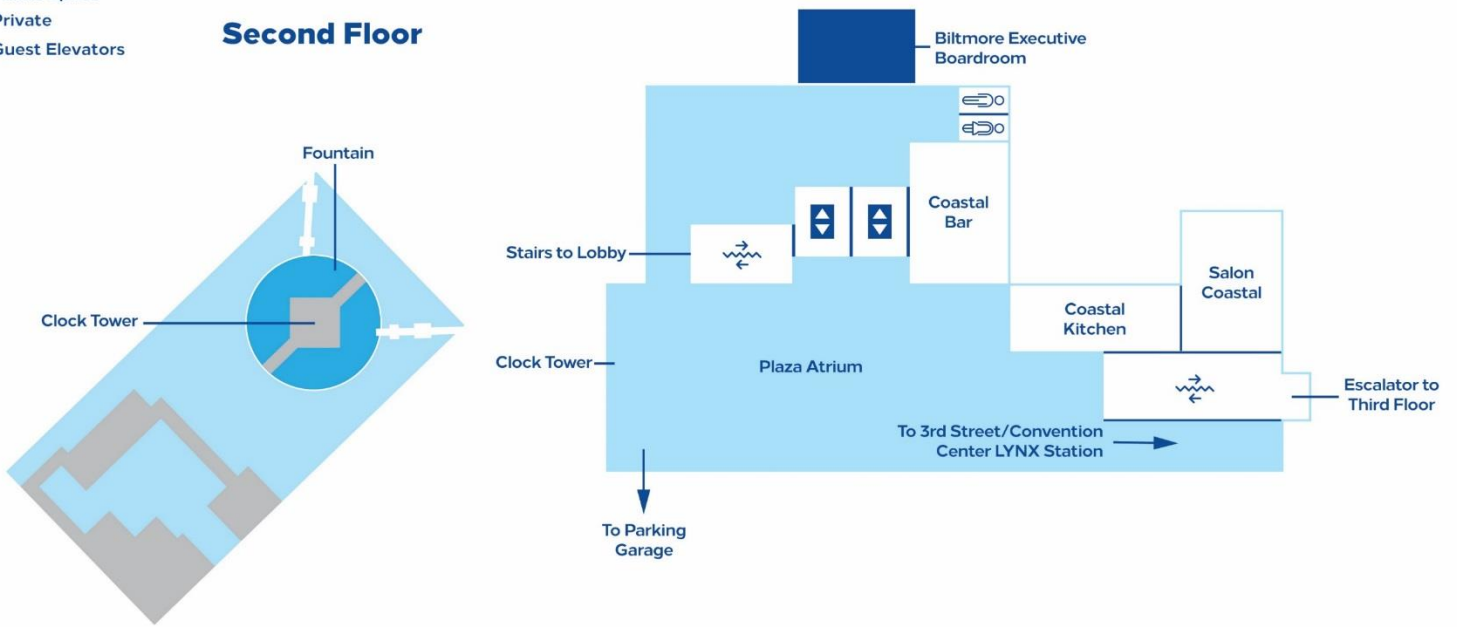 Private
Guest Elevators
Second Floor
Biltmore Executive
Boardroom
Fountain
Clock Tower
Coastal
Bar
Stairs to Lobby
Salon
Coastal
Coastal
Kitchen
Clock Tower
Plaza Atrium
Escalator to
Third Floor
To 3rd Street/Convention
Center LYNX Station
To Parking
Garage